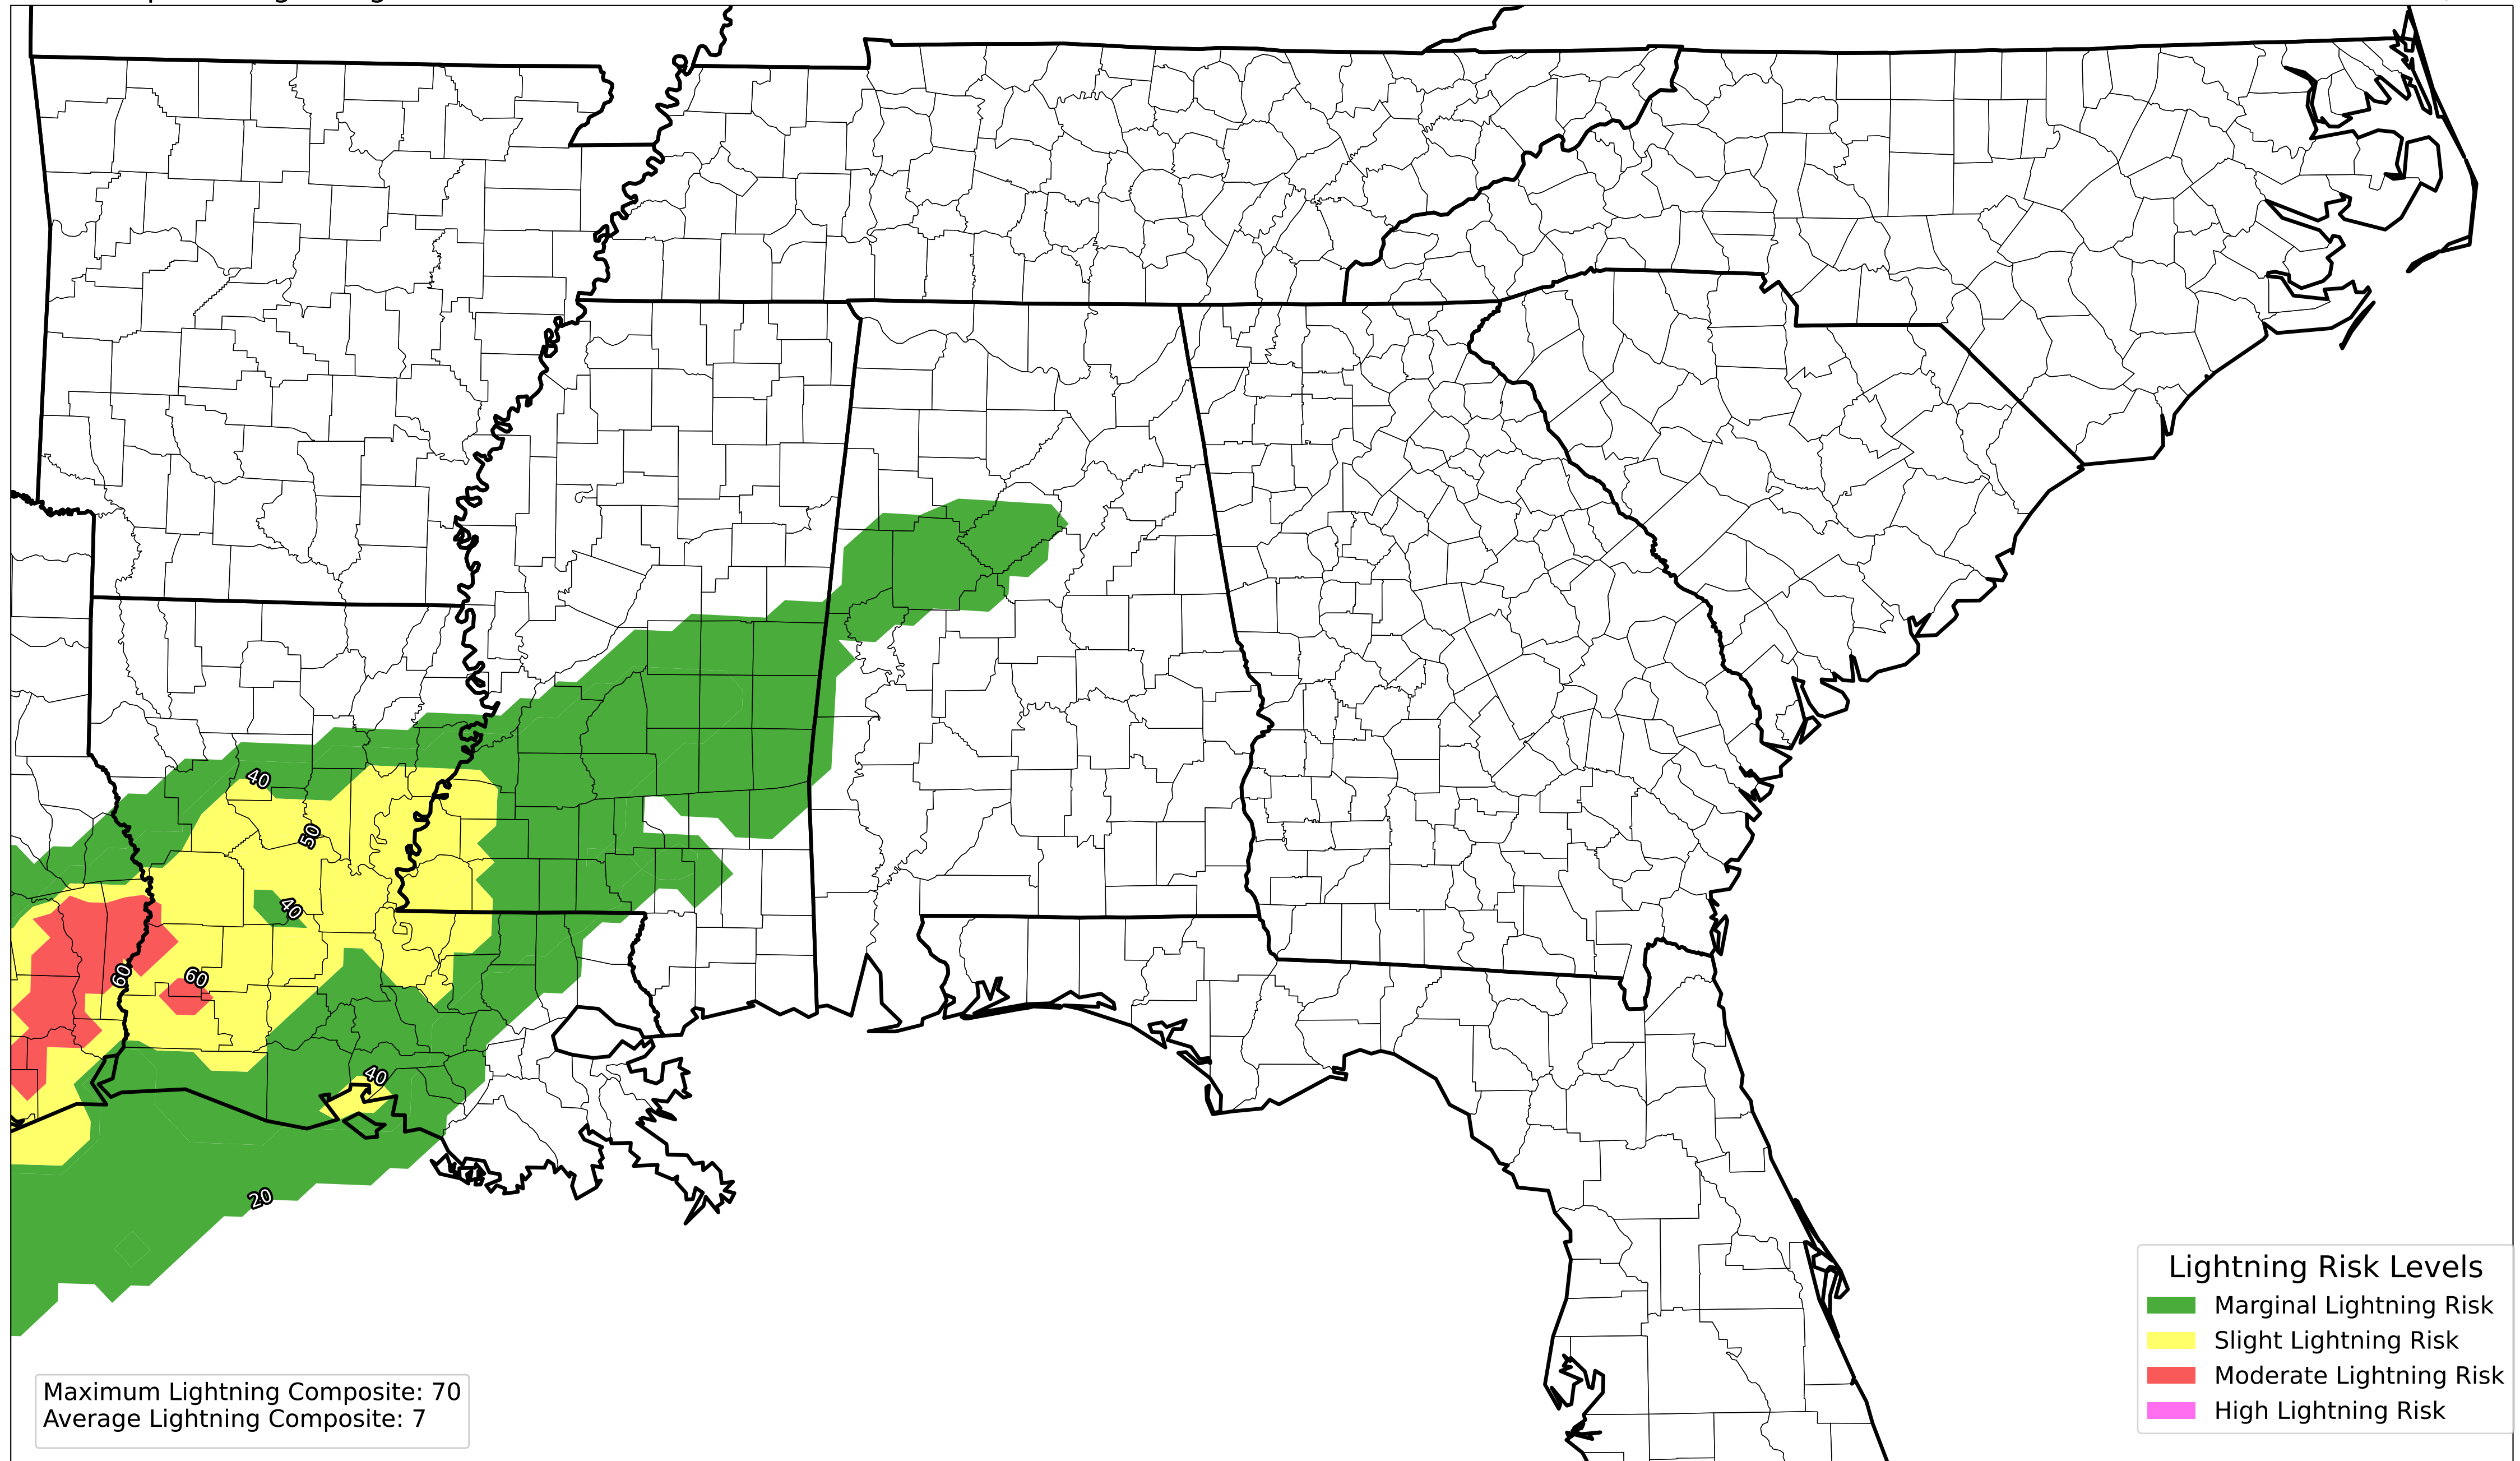 40
50
40
60
60
40
20
Lightning Risk Levels
Marginal Lightning Risk
Slight Lightning Risk
Moderate Lightning Risk
High Lightning Risk
Maximum Lightning Composite: 70
Average Lightning Composite: 7